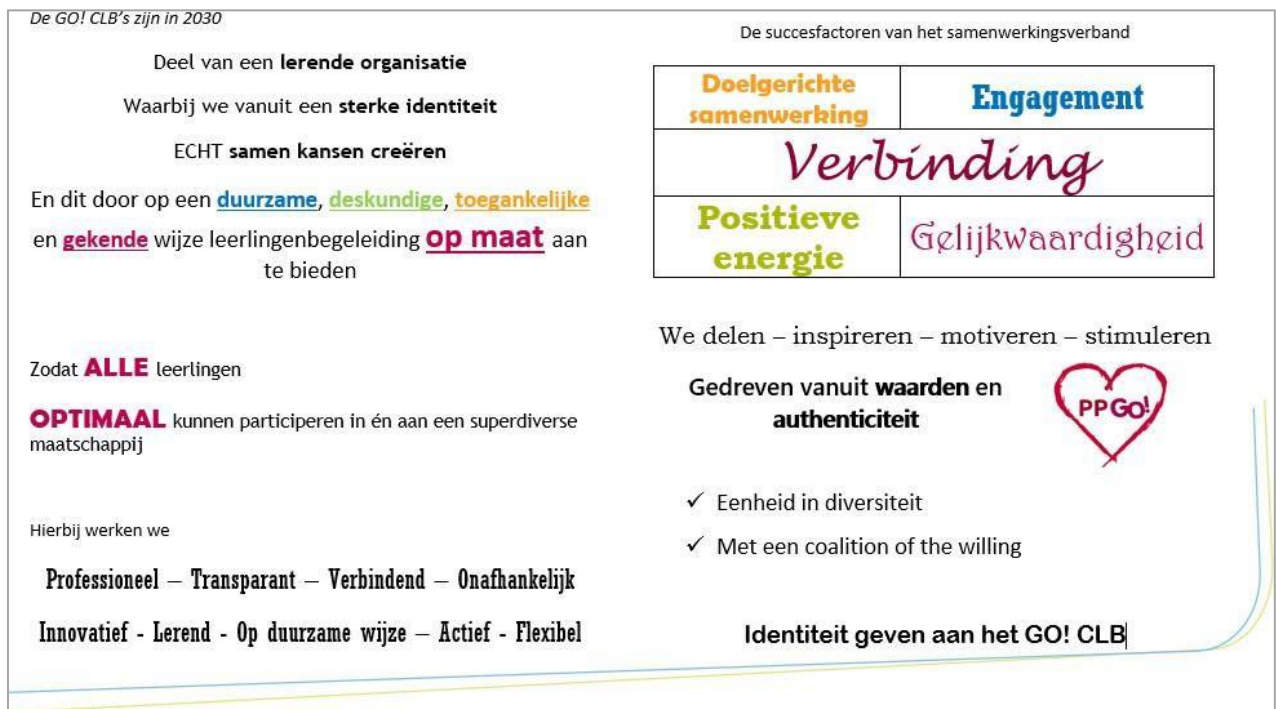 De GO! CLB's zijn in 2030
Deel van een lerende organisatie
Waarbij we vanuit een sterke identiteit
ECHT samen kansen creëren
En dit door op een duurzame, deskundige, toegankelijke
en gekende wijze leerlingenbegeleiding op maat aan
te bieden
Zodat ALLE leerlingen
OPTIMAAL kunnen participeren in én aan een superdiverse
maatschappij
Hierbij werken we
Professioneel – Transparant – Verbindend – Onafhankelijk
Innovatief - Lerend - Op duurzame wijze – Actief - Flexibel
De succesfactoren van het samenwerkingsverband
Doelgerichte
samenwerking
Engagement
Verbinding
Positieve
energie
Gelijkwaardigheid
We delen – inspireren – motiveren – stimuleren
Gedreven vanuit waarden en
authenticiteit
PPGO!
✓ Eenheid in diversiteit
✓ Met een coalition of the willing
Identiteit geven aan het GO! CLB